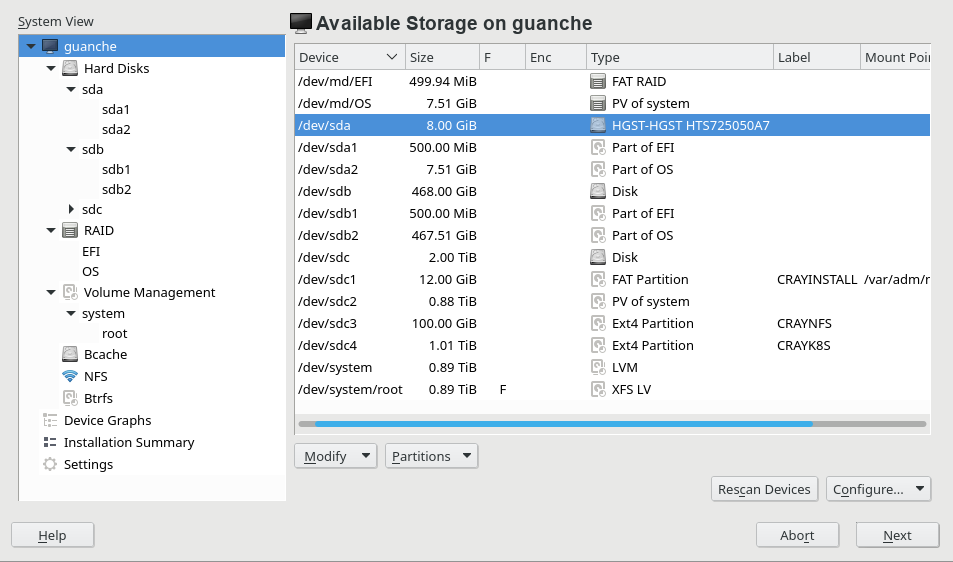 System View
guanche
Hard Disks
sda
sda1
sda2
sdb
sdb1
sdb2
sdc
RAID
EFI
OS
Volume Management
system
root
Bcache
NFS
Btrfs
Device Graphs
Installation Summary
Settings
Available Storage on guanche
Device Size F Enc Type Label Mount Poi
/dev/md/EFI 499.94 MiB FAT RAID
/dev/md/OS 7.51 GiB PV of system
/dev/sda 8.00 GiB HGST-HGST HTS725050A7
/dev/sda1 500.00 MiB Part of EFI
/dev/sda2 7.51 GiB Part of OS
/dev/sdb 468.00 GiB Disk
/dev/sdb1 500.00 MiB Part of EFI
/dev/sdb2 467.51 GiB Part of OS
/dev/sdc 2.00 TiB Disk
/dev/sdc1 12.00 GiB FAT Partition CRAYINSTALL /var/adm/r
/dev/sdc2 0.88 TiB PV of system
/dev/sdc3 100.00 GiB Ext4 Partition CRAYNFS
/dev/sdc4 1.01 TiB Ext4 Partition CRAYK8S
/dev/system 0.89 TiB LVM
/dev/system/root 0.89 TiB F XFS LV
Modify Partitions
Rescan Devices Configure...
Help Abort Next